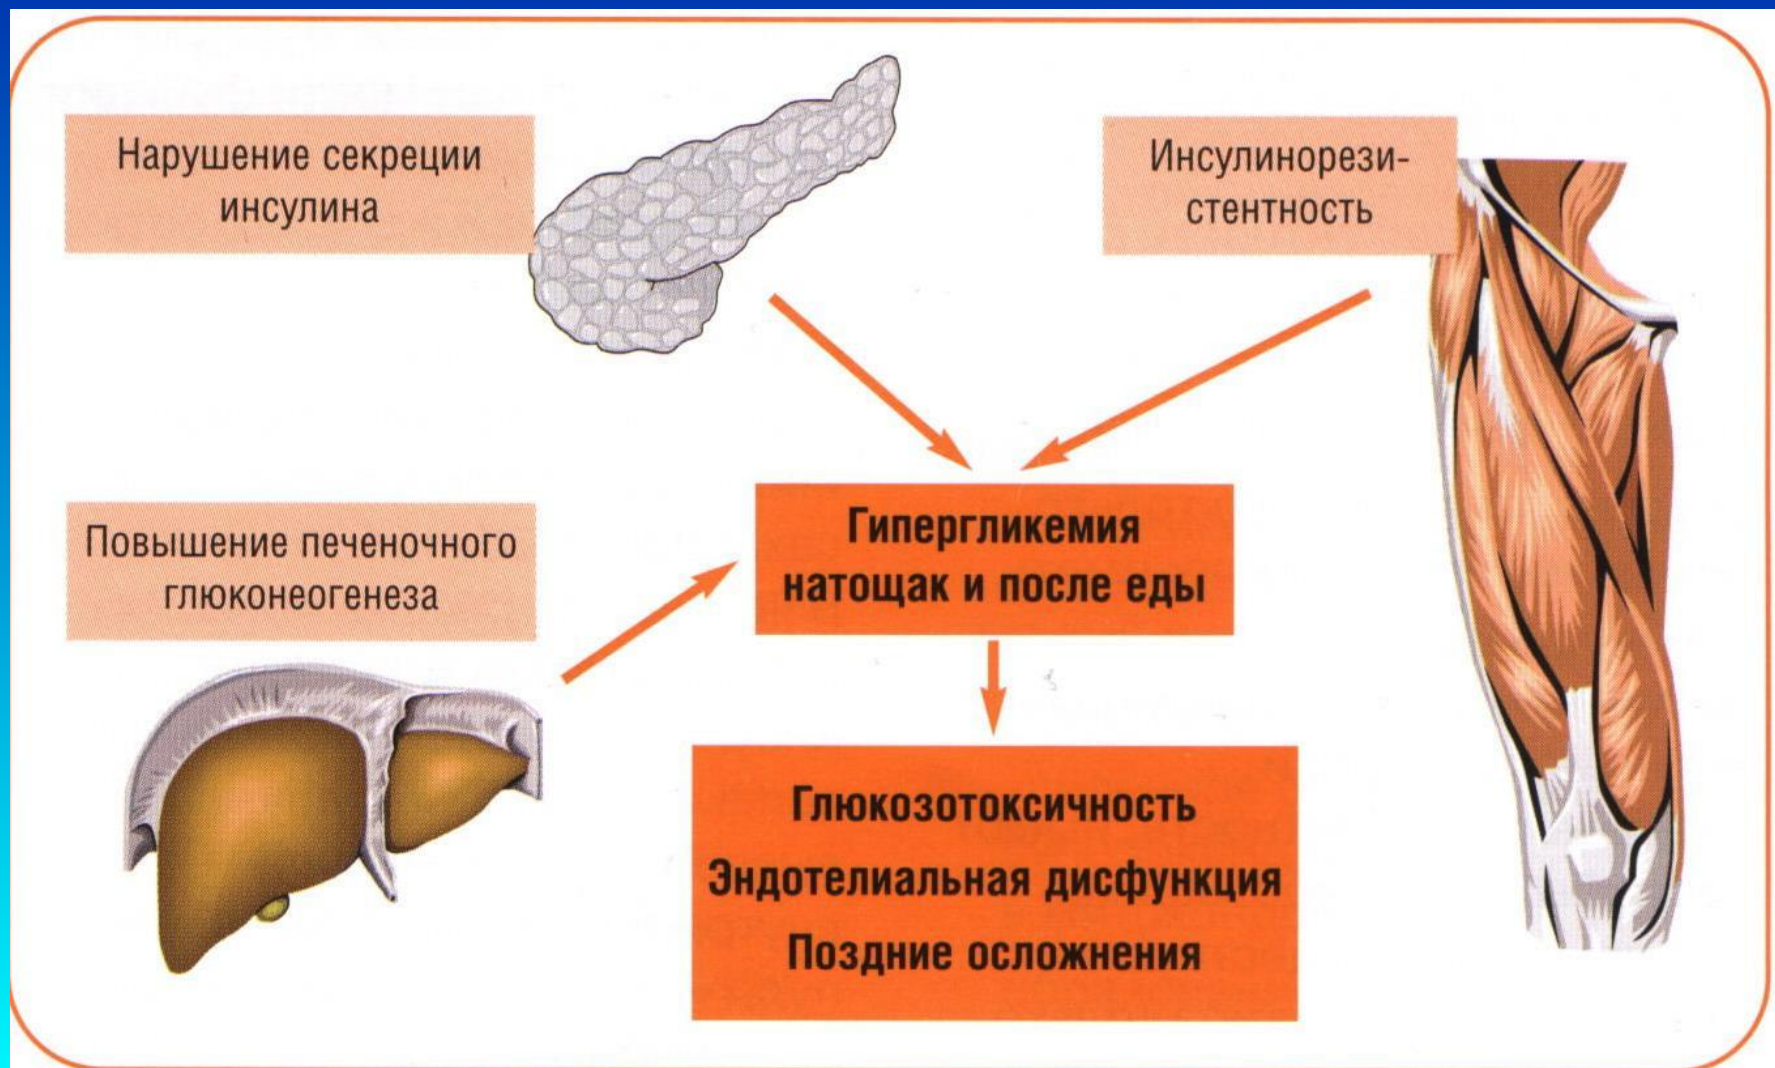 Нарушение секреции
инсулина
Инсулинорези-
стентность
Повышение печеночного
глюконеогенеза
Гипергликемия
натощак и после еды
Глюкозотоксичность
Эндотелиальная дисфункция
Поздние осложнения